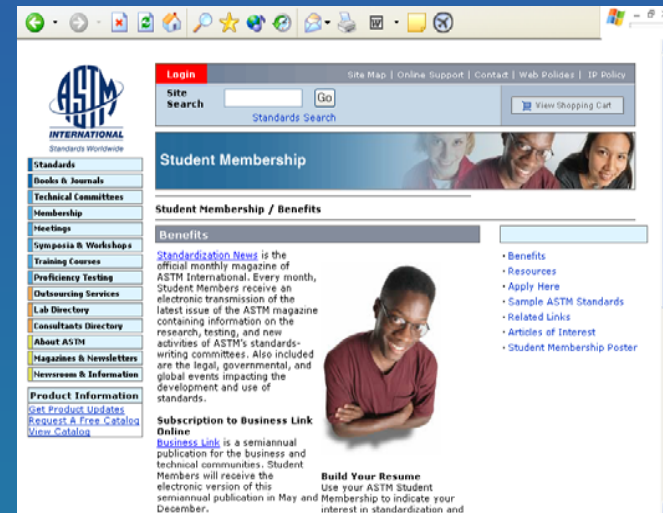 ASTM
INTERNATIONAL
Standards Worldwide
Login
Site Map | Online Support | Contact | Web Policies | IP Policy
Site
Search
Go
Standards Search
View Shopping Cart
Student Membership
Standards
Books & Journals
Technical Committees
Membership
Meetings
Symposia & Workshops
Training Courses
Proficiency Testing
Outsourcing Services
Lab Directory
Consultants Directory
About ASTM
Magazines & Newsletters
Newsroom & Information
Product Information
Get Product Updates
Request A Free Catalog
View Catalog
Student Membership / Benefits
Benefits
Standardization News is the
official monthly magazine of
ASTM International. Every month,
Student Members receive an
electronic transmission of the
latest issue of the ASTM magazine
containing information on the
research, testing, and new
activities of ASTM's standards-
writing committees. Also included
are the legal, governmental, and
global events impacting the
development and use of
standards.
Subscription to Business Link
Online
Business Link is a semiannual
publication for the business and
technical communities. Student
Members will receive the
electronic version of this
semiannual publication in May and
December.
Build Your Resume
Use your ASTM Student
Membership to indicate your
interest in standardization and
• Benefits
• Resources
• Apply Here
• Sample ASTM Standards
• Related Links
• Articles of Interest
• Student Membership Poster